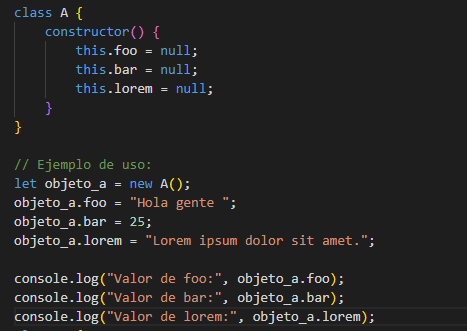 class A {
    constructor() {
        this.foo = null;
        this.bar = null;
        this.lorem = null;
    }
}
// Ejemplo de uso:
let objeto_a = new A();
objeto_a.foo = "Hola gente ";
objeto_a.bar = 25;
objeto_a.lorem = "Lorem ipsum dolor sit amet.";
console.log("Valor de foo:", objeto_a.foo);
console.log("Valor de bar:", objeto_a.bar);
console.log("Valor de lorem:", objeto_a.lorem);